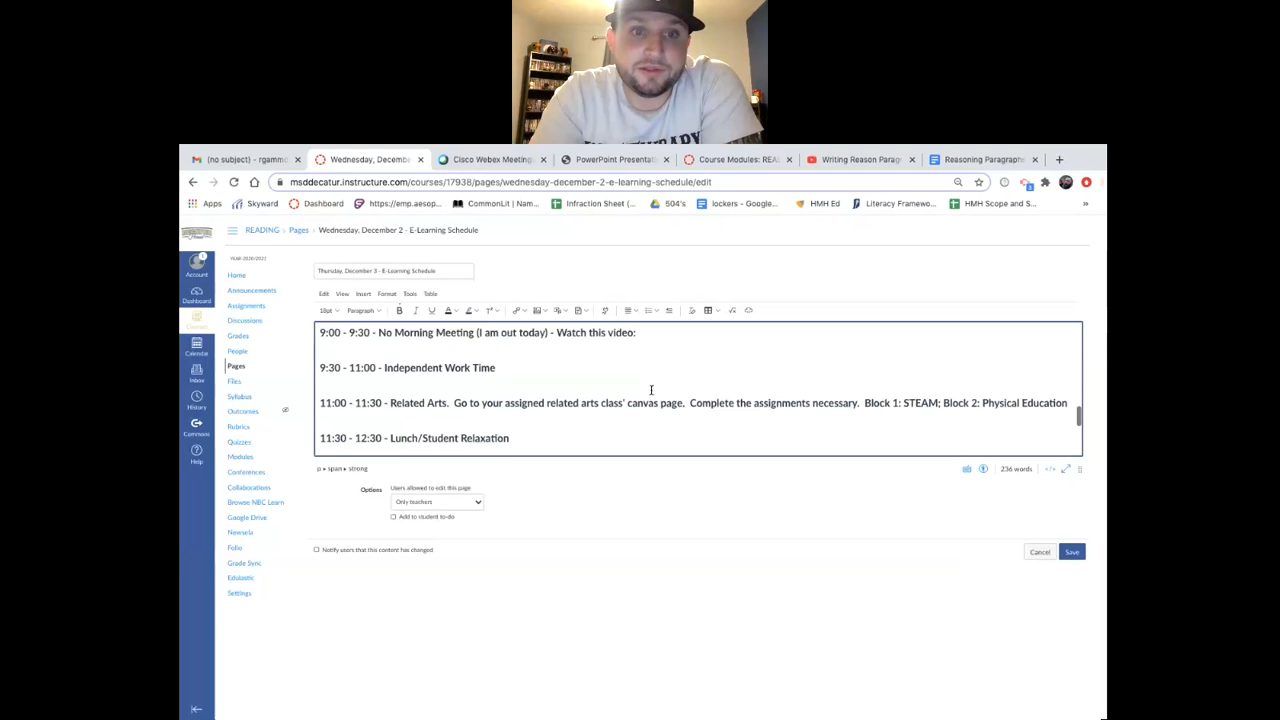 (no subject) - rgammo
Wednesday, Decembe
Cisco Webex Meeting
PowerPoint Presentat
Course Modules: REA
Writing Reason Parag
Reasoning Paragraphs
msddecatur.instructure.com/courses/17938/pages/wednesday-december-2-e-learning-schedule/edit
Apps
Skyward
Dashboard
https://emp.aesop...
CommonLit | Nam...
Infraction Sheet (...
504's
lockers - Google...
HMH Ed
Literacy Framewo...
HMH Scope and S...
»
READING > Pages > Wednesday, December 2 - E-Learning Schedule
Account
Dashboard
Courses
Calendar
Inbox
History
Commons
Help
YEAR-2020/2021
Home
Announcements
Assignments
Discussions
Grades
People
Pages
Files
Syllabus
Outcomes
Rubrics
Quizzes
Modules
Conferences
Collaborations
Browse NBC Learn
Google Drive
Newsela
Folio
Grade Sync
Edulastic
Settings
Thursday, December 3 - E-Learning Schedule
Edit View Insert Format Tools Table
18pt Paragraph B I U A
9:00 - 9:30 - No Morning Meeting (I am out today) - Watch this video:
9:30 - 11:00 - Independent Work Time
11:00 - 11:30 - Related Arts. Go to your assigned related arts class' canvas page. Complete the assignments necessary. Block 1: STEAM; Block 2: Physical Education
11:30 - 12:30 - Lunch/Student Relaxation
p ▸ span ▸ strong
236 words
</>
Options
Users allowed to edit this page
Only teachers
Add to student to-do
Notify users that this content has changed
Cancel
Save